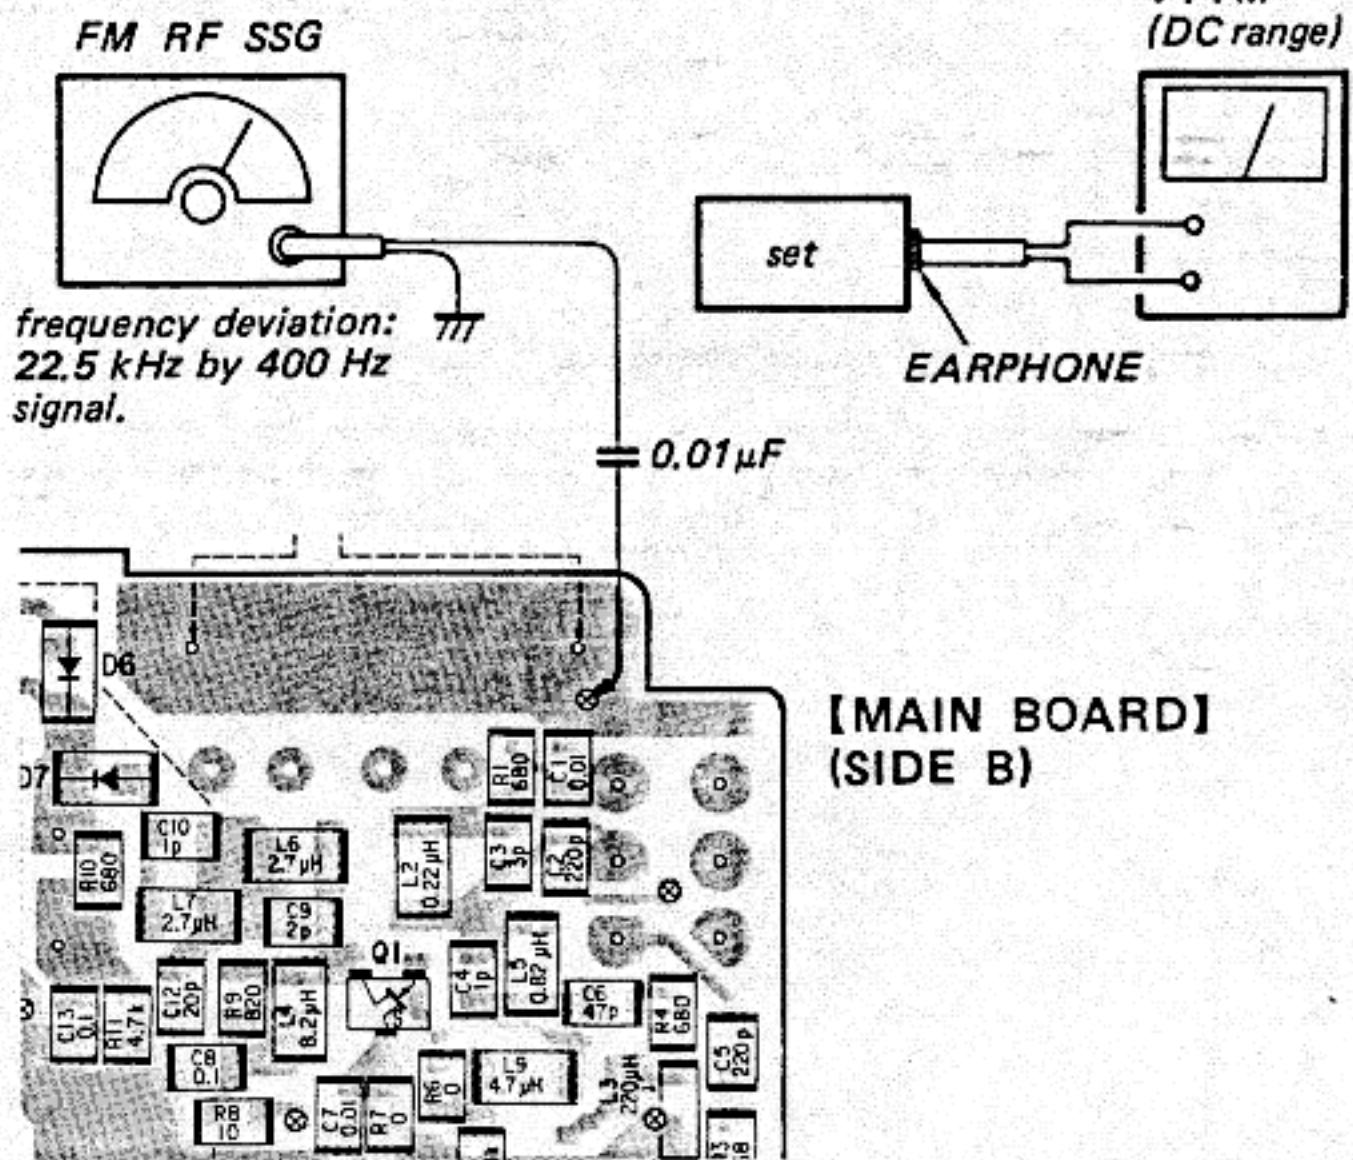 FM RF SSG
(DC range)
set
frequency deviation:
22.5 kHz by 400 Hz
signal.
EARPHONE
0.01µF
[MAIN BOARD]
(SIDE B)
D6
D7
R1
680
C1
0.01
C10
1p
L6
2.7µH
L2
0.22µH
C3
3p
220p
R10
680
L7
2.7µH
C9
2p
Q1
C4
1p
L5
0.82µH
C6
47p
R4
680
C12
20p
R9
820
L4
8.2µH
C13
0.1
R11
4.7k
C5
220p
C8
0.1
R6
0
4.7µH
L3
220µH
R8
10
C7
0.01
R7
0